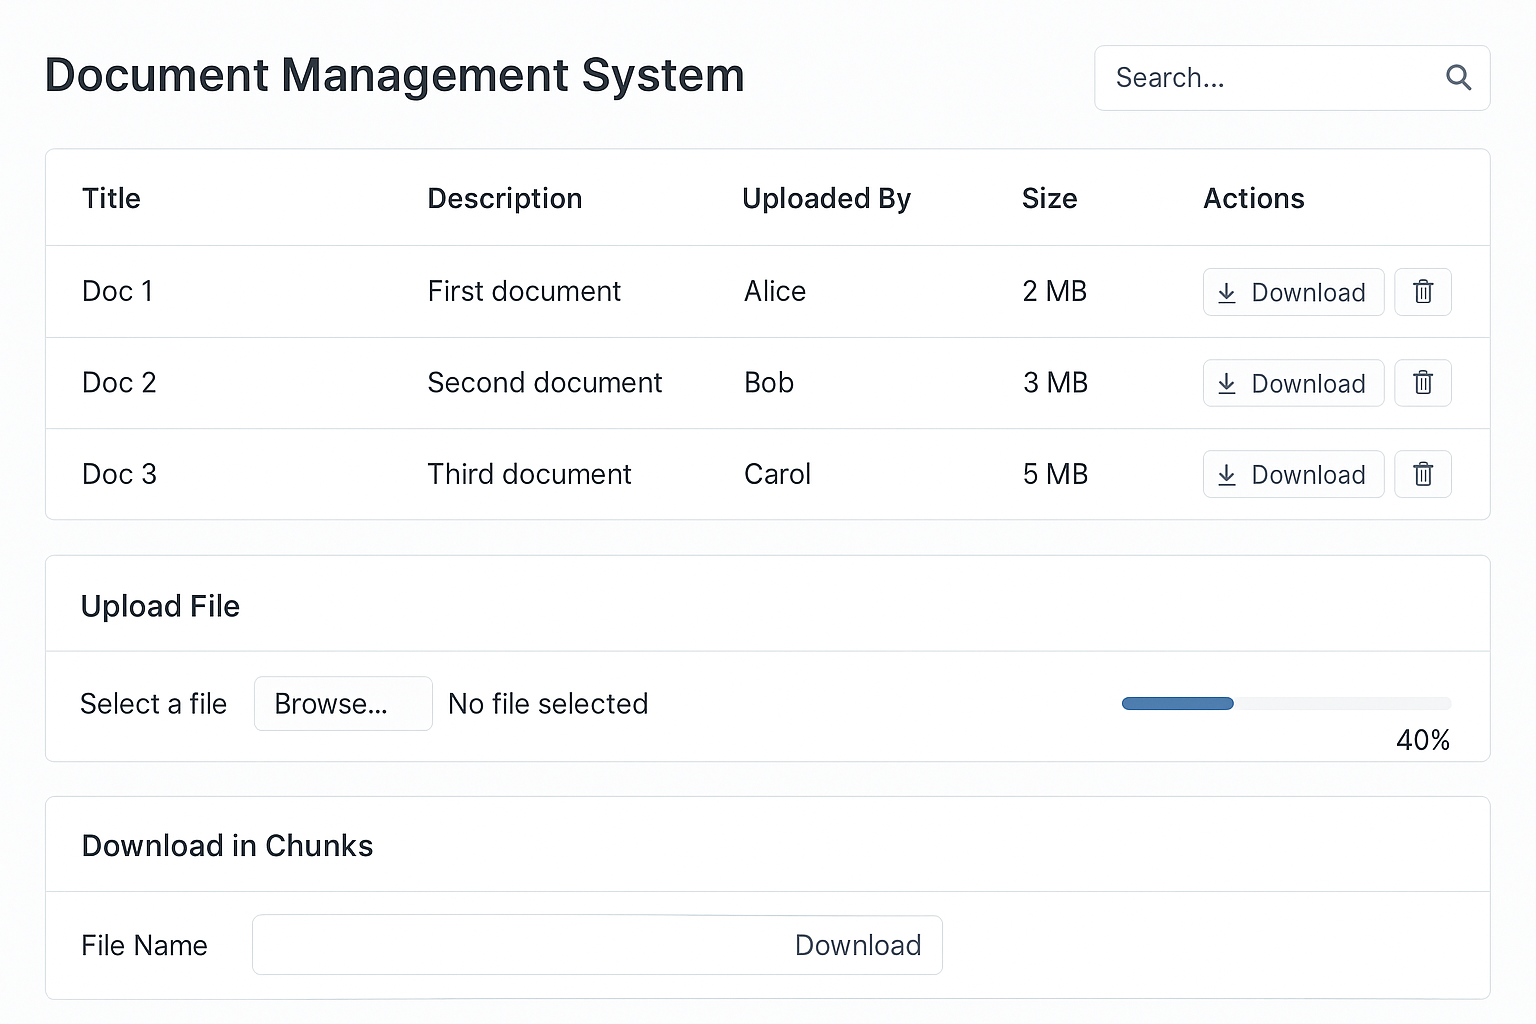 Document Management System
Search...
Title Description Uploaded By Size Actions
Doc 1 First document Alice 2 MB Download
Doc 2 Second document Bob 3 MB Download
Doc 3 Third document Carol 5 MB Download
Upload File
Select a file Browse... No file selected
40%
Download in Chunks
File Name Download